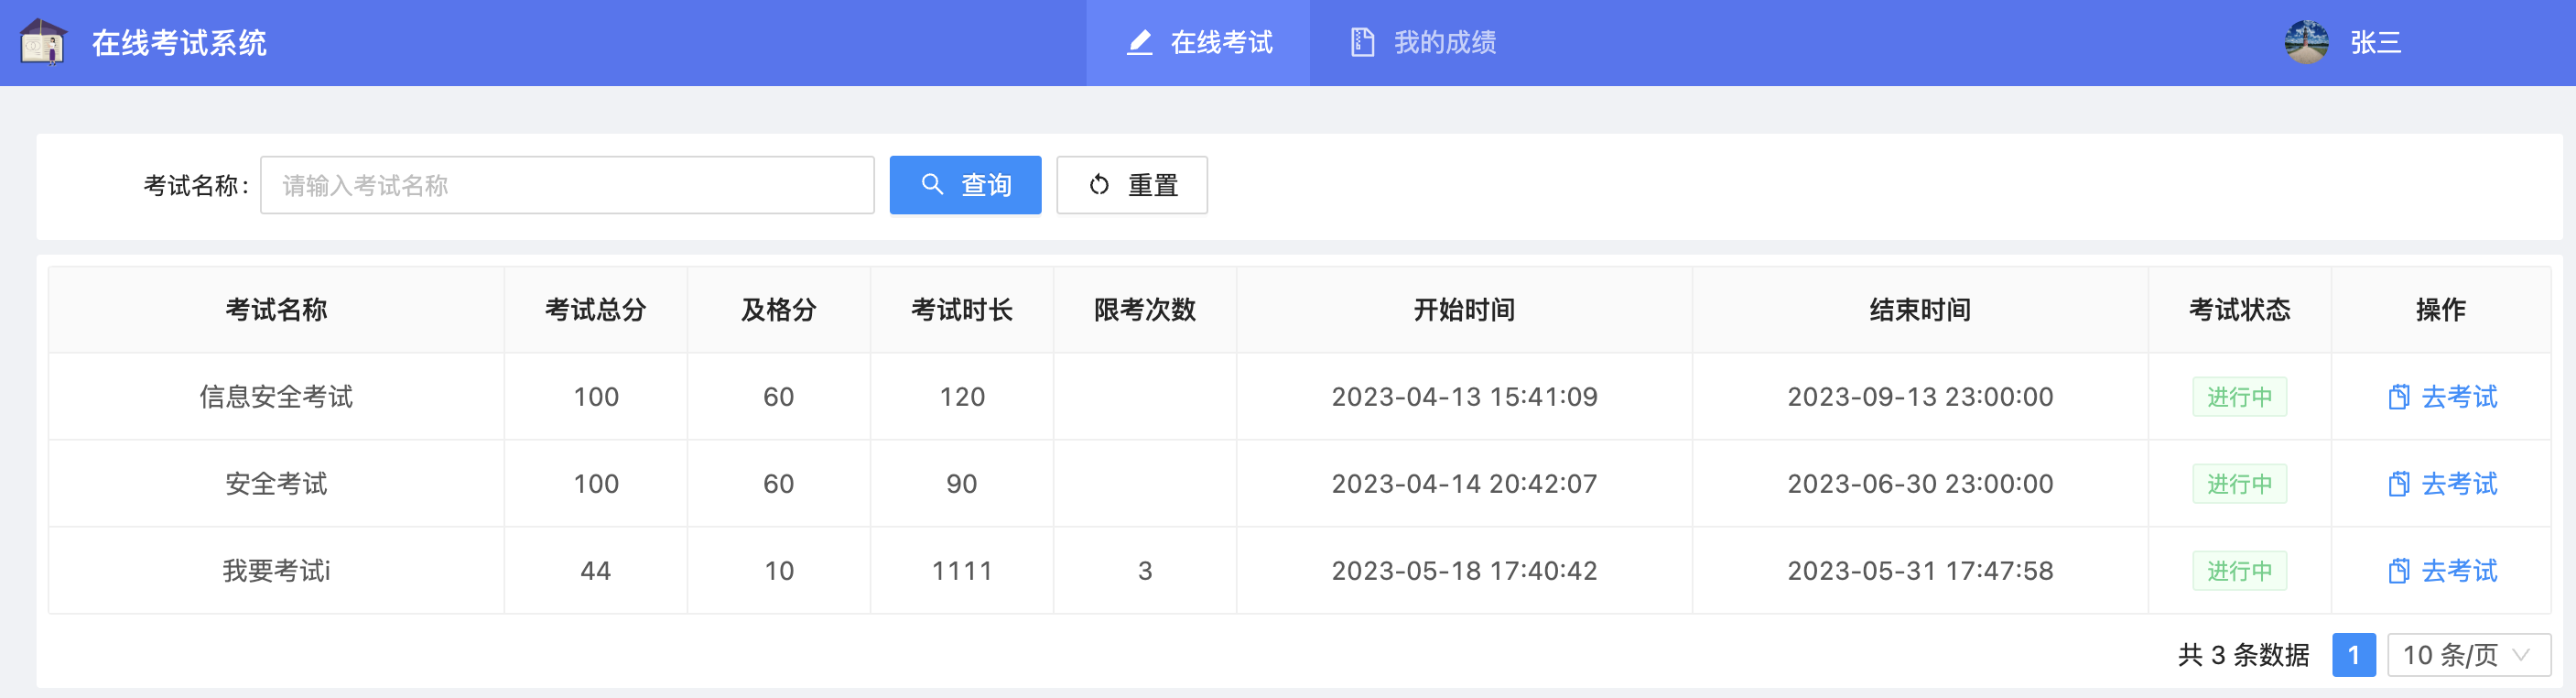 在线考试系统 在线考试 我的成绩 张三
考试名称: 请输入考试名称 查询 重置
考试名称 考试总分 及格分 考试时长 限考次数 开始时间 结束时间 考试状态 操作
信息安全考试 100 60 120 2023-04-13 15:41:09 2023-09-13 23:00:00 进行中 去考试
安全考试 100 60 90 2023-04-14 20:42:07 2023-06-30 23:00:00 进行中 去考试
我要考试i 44 10 1111 3 2023-05-18 17:40:42 2023-05-31 17:47:58 进行中 去考试
共 3 条数据 1 10 条/页